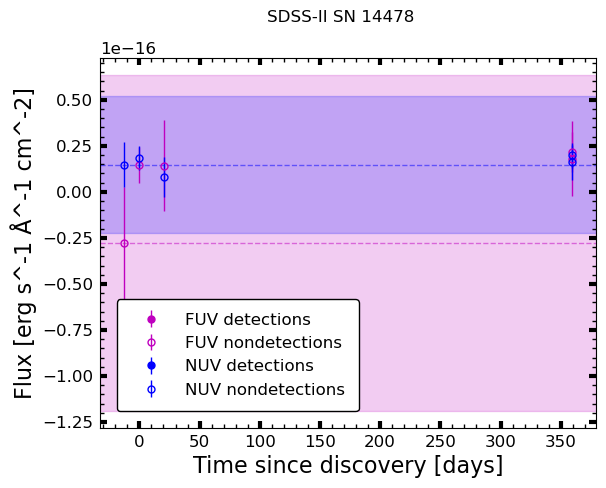 SDSS-II SN 14478
1e−16
0.50
0.25
0.00
−0.25
−0.50
−0.75
−1.00
−1.25
Flux [erg s^-1 Å^-1 cm^-2]
FUV detections
FUV nondetections
NUV detections
NUV nondetections
0 50 100 150 200 250 300 350
Time since discovery [days]